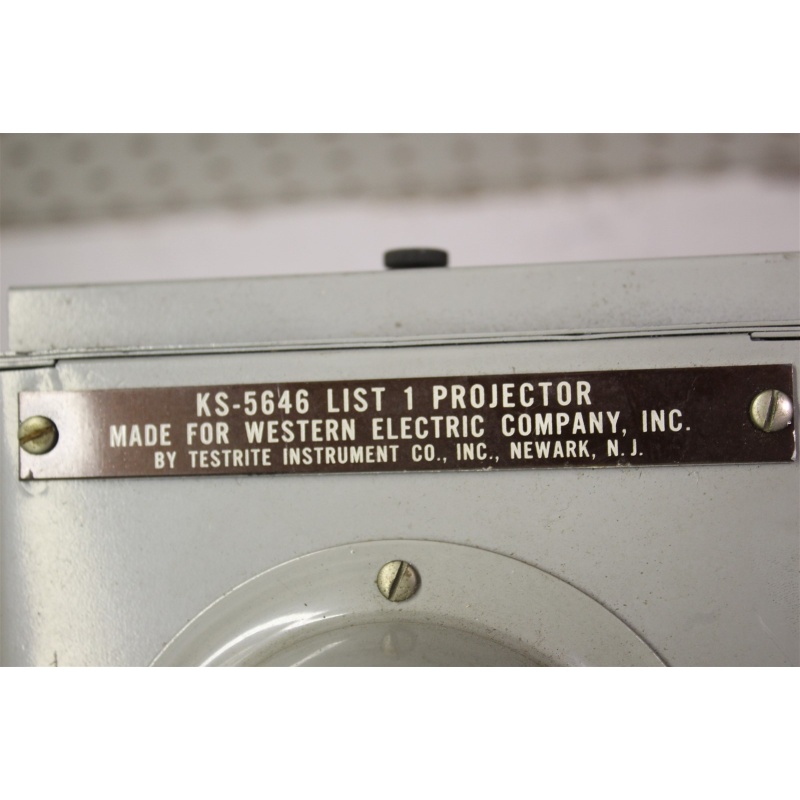 KS-5646 LIST 1 PROJECTOR
MADE FOR WESTERN ELECTRIC COMPANY, INC.
BY TESTRITE INSTRUMENT CO., INC., NEWARK, N. J.